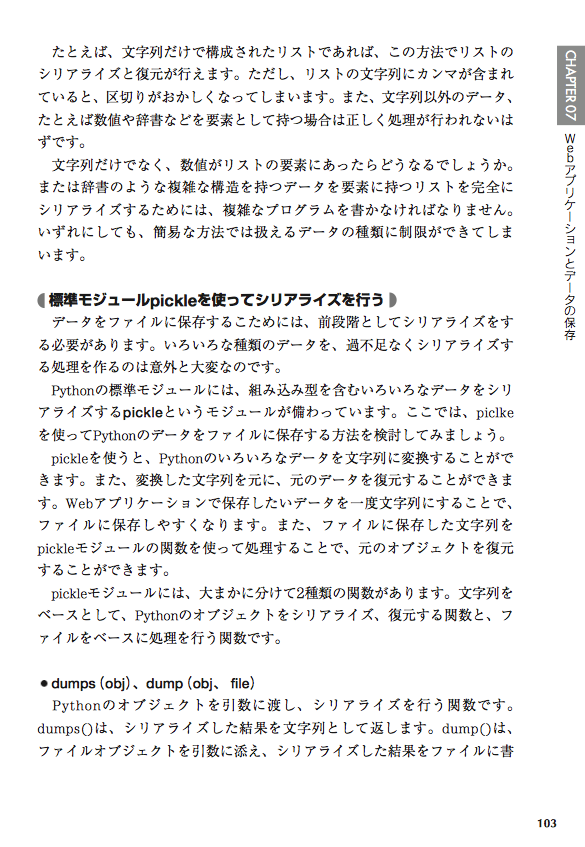 たとえば、文字列だけで構成されたリストであれば、この方法でリストの
シリアライズと復元が行えます。ただし、リストの文字列にカンマが含まれ
ていると、区切りがおかしくなってしまいます。また、文字列以外のデータ、
たとえば数値や辞書などを要素として持つ場合は正しく処理が行われないは
ずです。
文字列だけでなく、数値がリストの要素にあったらどうなるでしょうか。
または辞書のような複雑な構造を持つデータを要素に持つリストを完全に
シリアライズするためには、複雑なプログラムを書かなければなりません。
いずれにしても、簡易な方法では扱えるデータの種類に制限ができてしま
います。
標準モジュールpickleを使ってシリアライズを行う
データをファイルに保存するこためには、前段階としてシリアライズをす
る必要があります。いろいろな種類のデータを、過不足なくシリアライズす
る処理を作るのは意外と大変なのです。
Pythonの標準モジュールには、組み込み型を含むいろいろなデータをシリ
アライズするpickleというモジュールが備わっています。ここでは、piclke
を使ってPythonのデータをファイルに保存する方法を検討してみましょう。
pickleを使うと、Pythonのいろいろなデータを文字列に変換することがで
きます。また、変換した文字列を元に、元のデータを復元することができま
す。Webアプリケーションで保存したいデータを一度文字列にすることで、
ファイルに保存しやすくなります。また、ファイルに保存した文字列を
pickleモジュールの関数を使って処理することで、元のオブジェクトを復元
することができます。
pickleモジュールには、大まかに分けて2種類の関数があります。文字列を
ベースとして、Pythonのオブジェクトをシリアライズ、復元する関数と、フ
ァイルをベースに処理を行う関数です。
●dumps（obj）、dump（obj、 file）
Pythonのオブジェクトを引数に渡し、シリアライズを行う関数です。
dumps()は、シリアライズした結果を文字列として返します。dump()は、
ファイルオブジェクトを引数に添え、シリアライズした結果をファイルに書
CHAPTER 07
Webアプリケーションとデータの保存
103